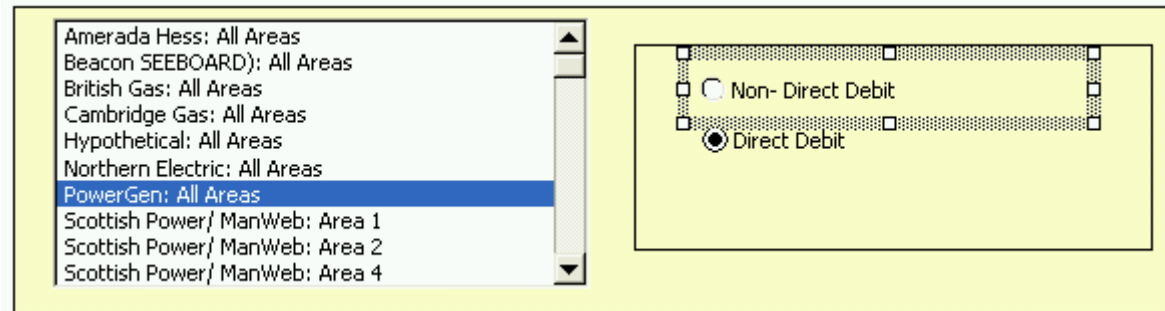 Amerada Hess: All Areas
Beacon SEEBOARD): All Areas
British Gas: All Areas
Cambridge Gas: All Areas
Hypothetical: All Areas
Northern Electric: All Areas
PowerGen: All Areas
Scottish Power/ ManWeb: Area 1
Scottish Power/ ManWeb: Area 2
Scottish Power/ ManWeb: Area 4
Non- Direct Debit
Direct Debit